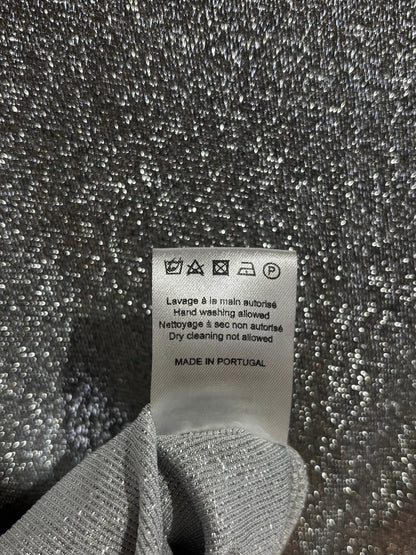 P
Lavage à la main autorisé
Hand washing allowed
Nettoyage à sec non autorisé
Dry cleaning not allowed
MADE IN PORTUGAL